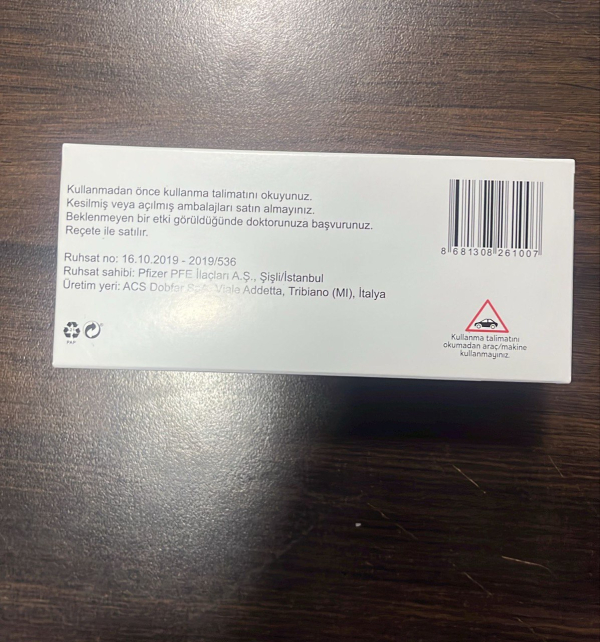 Kullanmadan önce kullanma talimatını okuyunuz.
Kesilmiş veya açılmış ambalajları satın almayınız.
Beklenmeyen bir etki görüldüğünde doktorunuza başvurunuz.
Reçete ile satılır.
Ruhsat no: 16.10.2019 - 2019/536
Ruhsat sahibi: Pfizer PFE İlaçları A.Ş., Şişli/İstanbul
Üretim yeri: ACS Dobfar S.p.A. Viale Addetta, Tribiano (MI), İtalya
PAP
8 681308 261007
Kullanma talimatını
okumadan araç/makine
kullanmayınız.